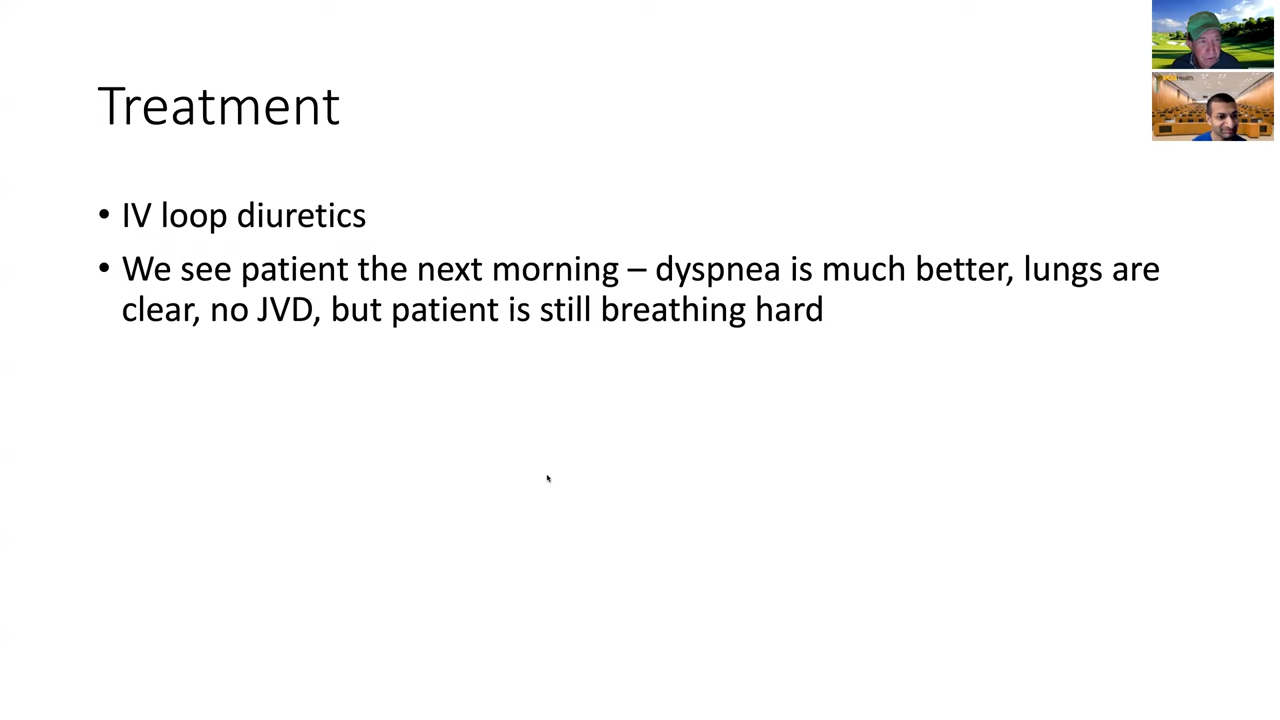 Treatment
• IV loop diuretics
• We see patient the next morning – dyspnea is much better, lungs are
clear, no JVD, but patient is still breathing hard
Health